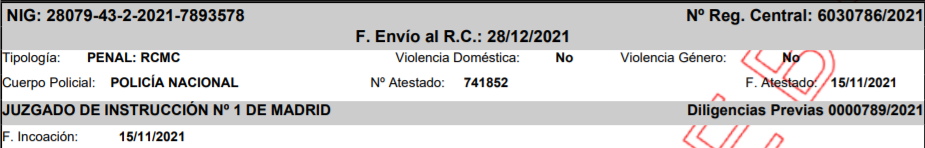 NIG: 28079-43-2-2021-7893578 Nº Reg. Central: 6030786/2021
F. Envío al R.C.: 28/12/2021
Tipología: PENAL: RCMC Violencia Doméstica: No Violencia Género: No
Cuerpo Policial: POLICÍA NACIONAL Nº Atestado: 741852 F. Atestado: 15/11/2021
JUZGADO DE INSTRUCCIÓN Nº 1 DE MADRID Diligencias Previas 0000789/2021
F. Incoación: 15/11/2021